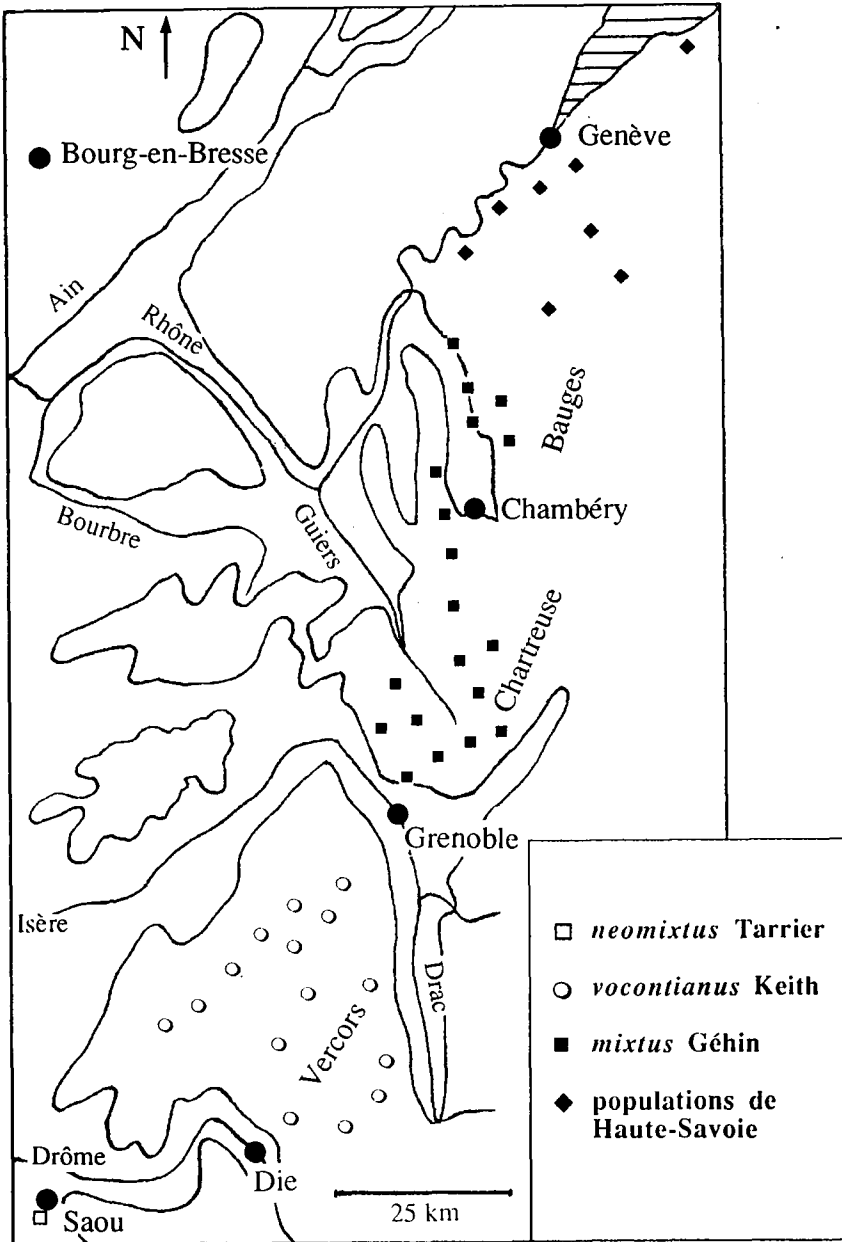 N
Bourg-en-Bresse
Genève
Ain
Rhône
Bauges
Bourbre
Guiers
Chambéry
Chartreuse
Grenoble
Isère
Drac
Vercors
Drôme
Die
Saou
25 km
neomixtus Tarrier
vocontianus Keith
mixtus Géhin
populations de
Haute-Savoie